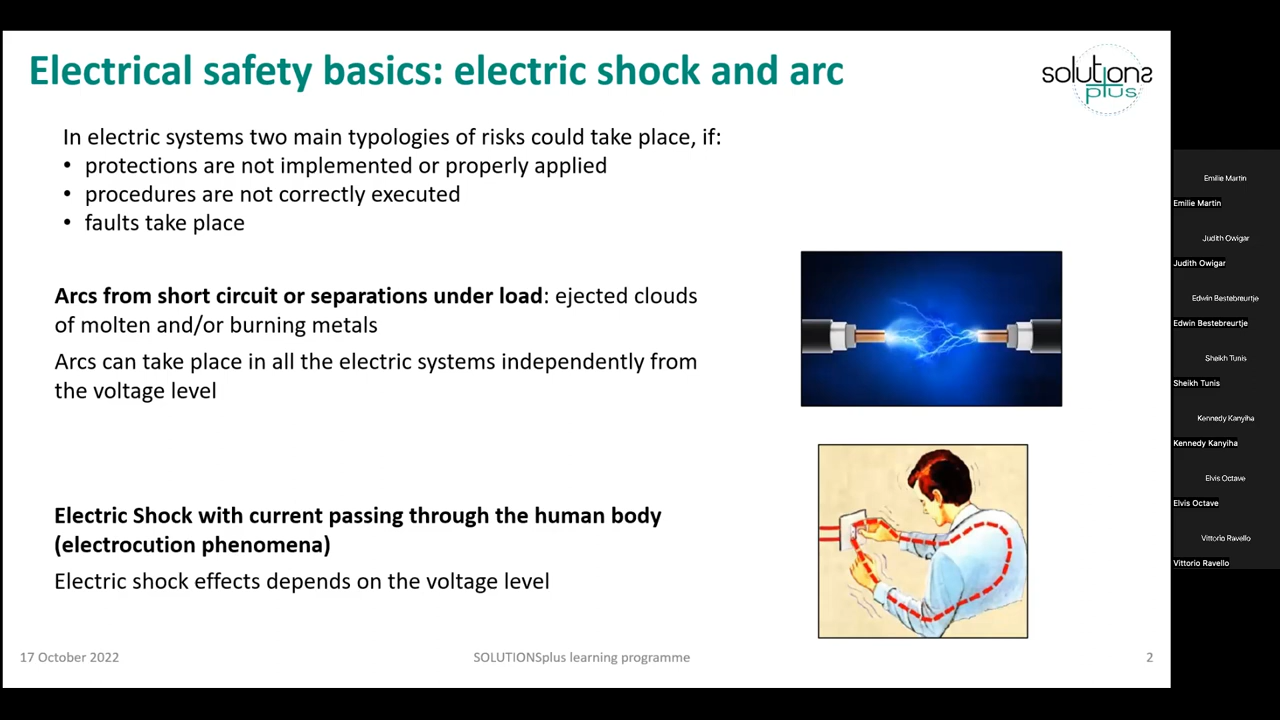 Electrical safety basics: electric shock and arc
solutions
plus
In electric systems two main typologies of risks could take place, if:
• protections are not implemented or properly applied
• procedures are not correctly executed
• faults take place
Arcs from short circuit or separations under load: ejected clouds
of molten and/or burning metals
Arcs can take place in all the electric systems independently from
the voltage level
Electric Shock with current passing through the human body
(electrocution phenomena)
Electric shock effects depends on the voltage level
17 October 2022
SOLUTIONSplus learning programme
2
Emilie Martin
Emilie Martin
Judith Owigar
Judith Owigar
Edwin Bestebreurtje
Edwin Bestebreurtje
Sheikh Tunis
Sheikh Tunis
Kennedy Kanyiha
Kennedy Kanyiha
Elvis Octave
Elvis Octave
Vittorio Ravello
Vittorio Ravello